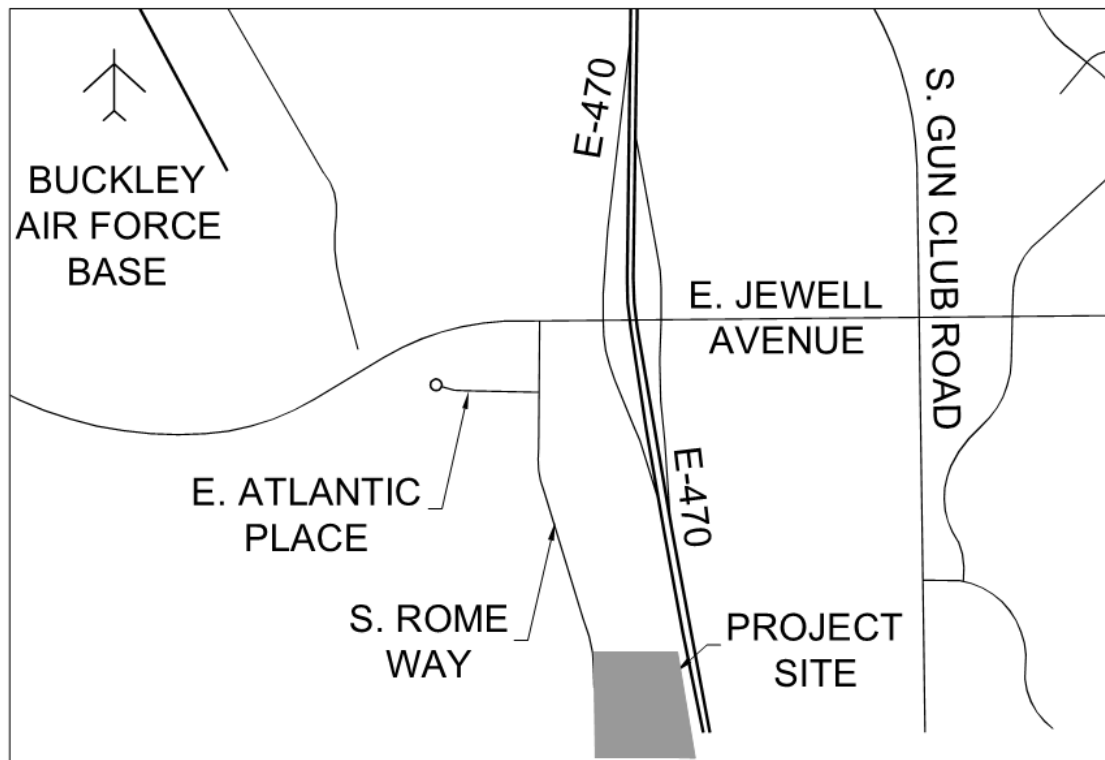 E-470
S. GUN CLUB ROAD
BUCKLEY
AIR FORCE
BASE
E. JEWELL
AVENUE
E. ATLANTIC
PLACE
E-470
S. ROME
WAY
PROJECT
SITE